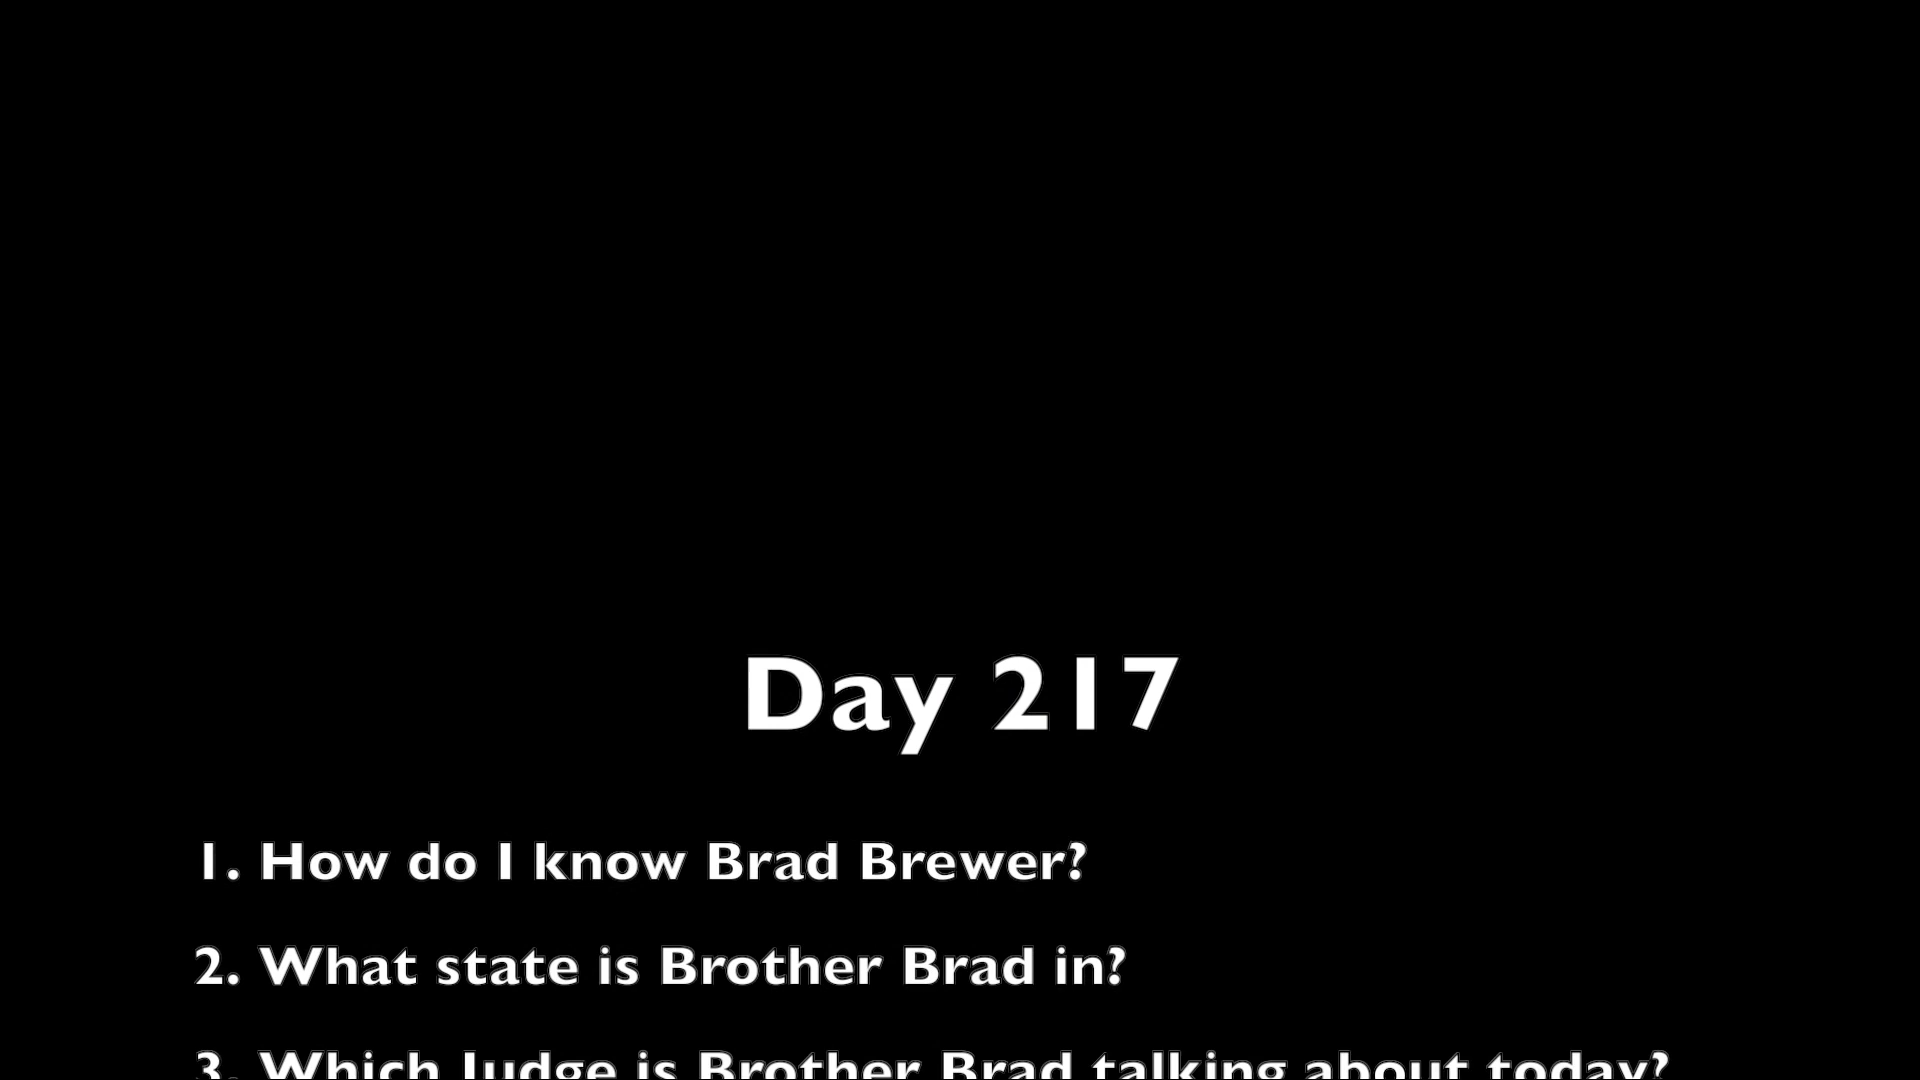 Day 217
1. How do I know Brad Brewer?
2. What state is Brother Brad in?
3. Which Judge is Brother Brad talking about today?